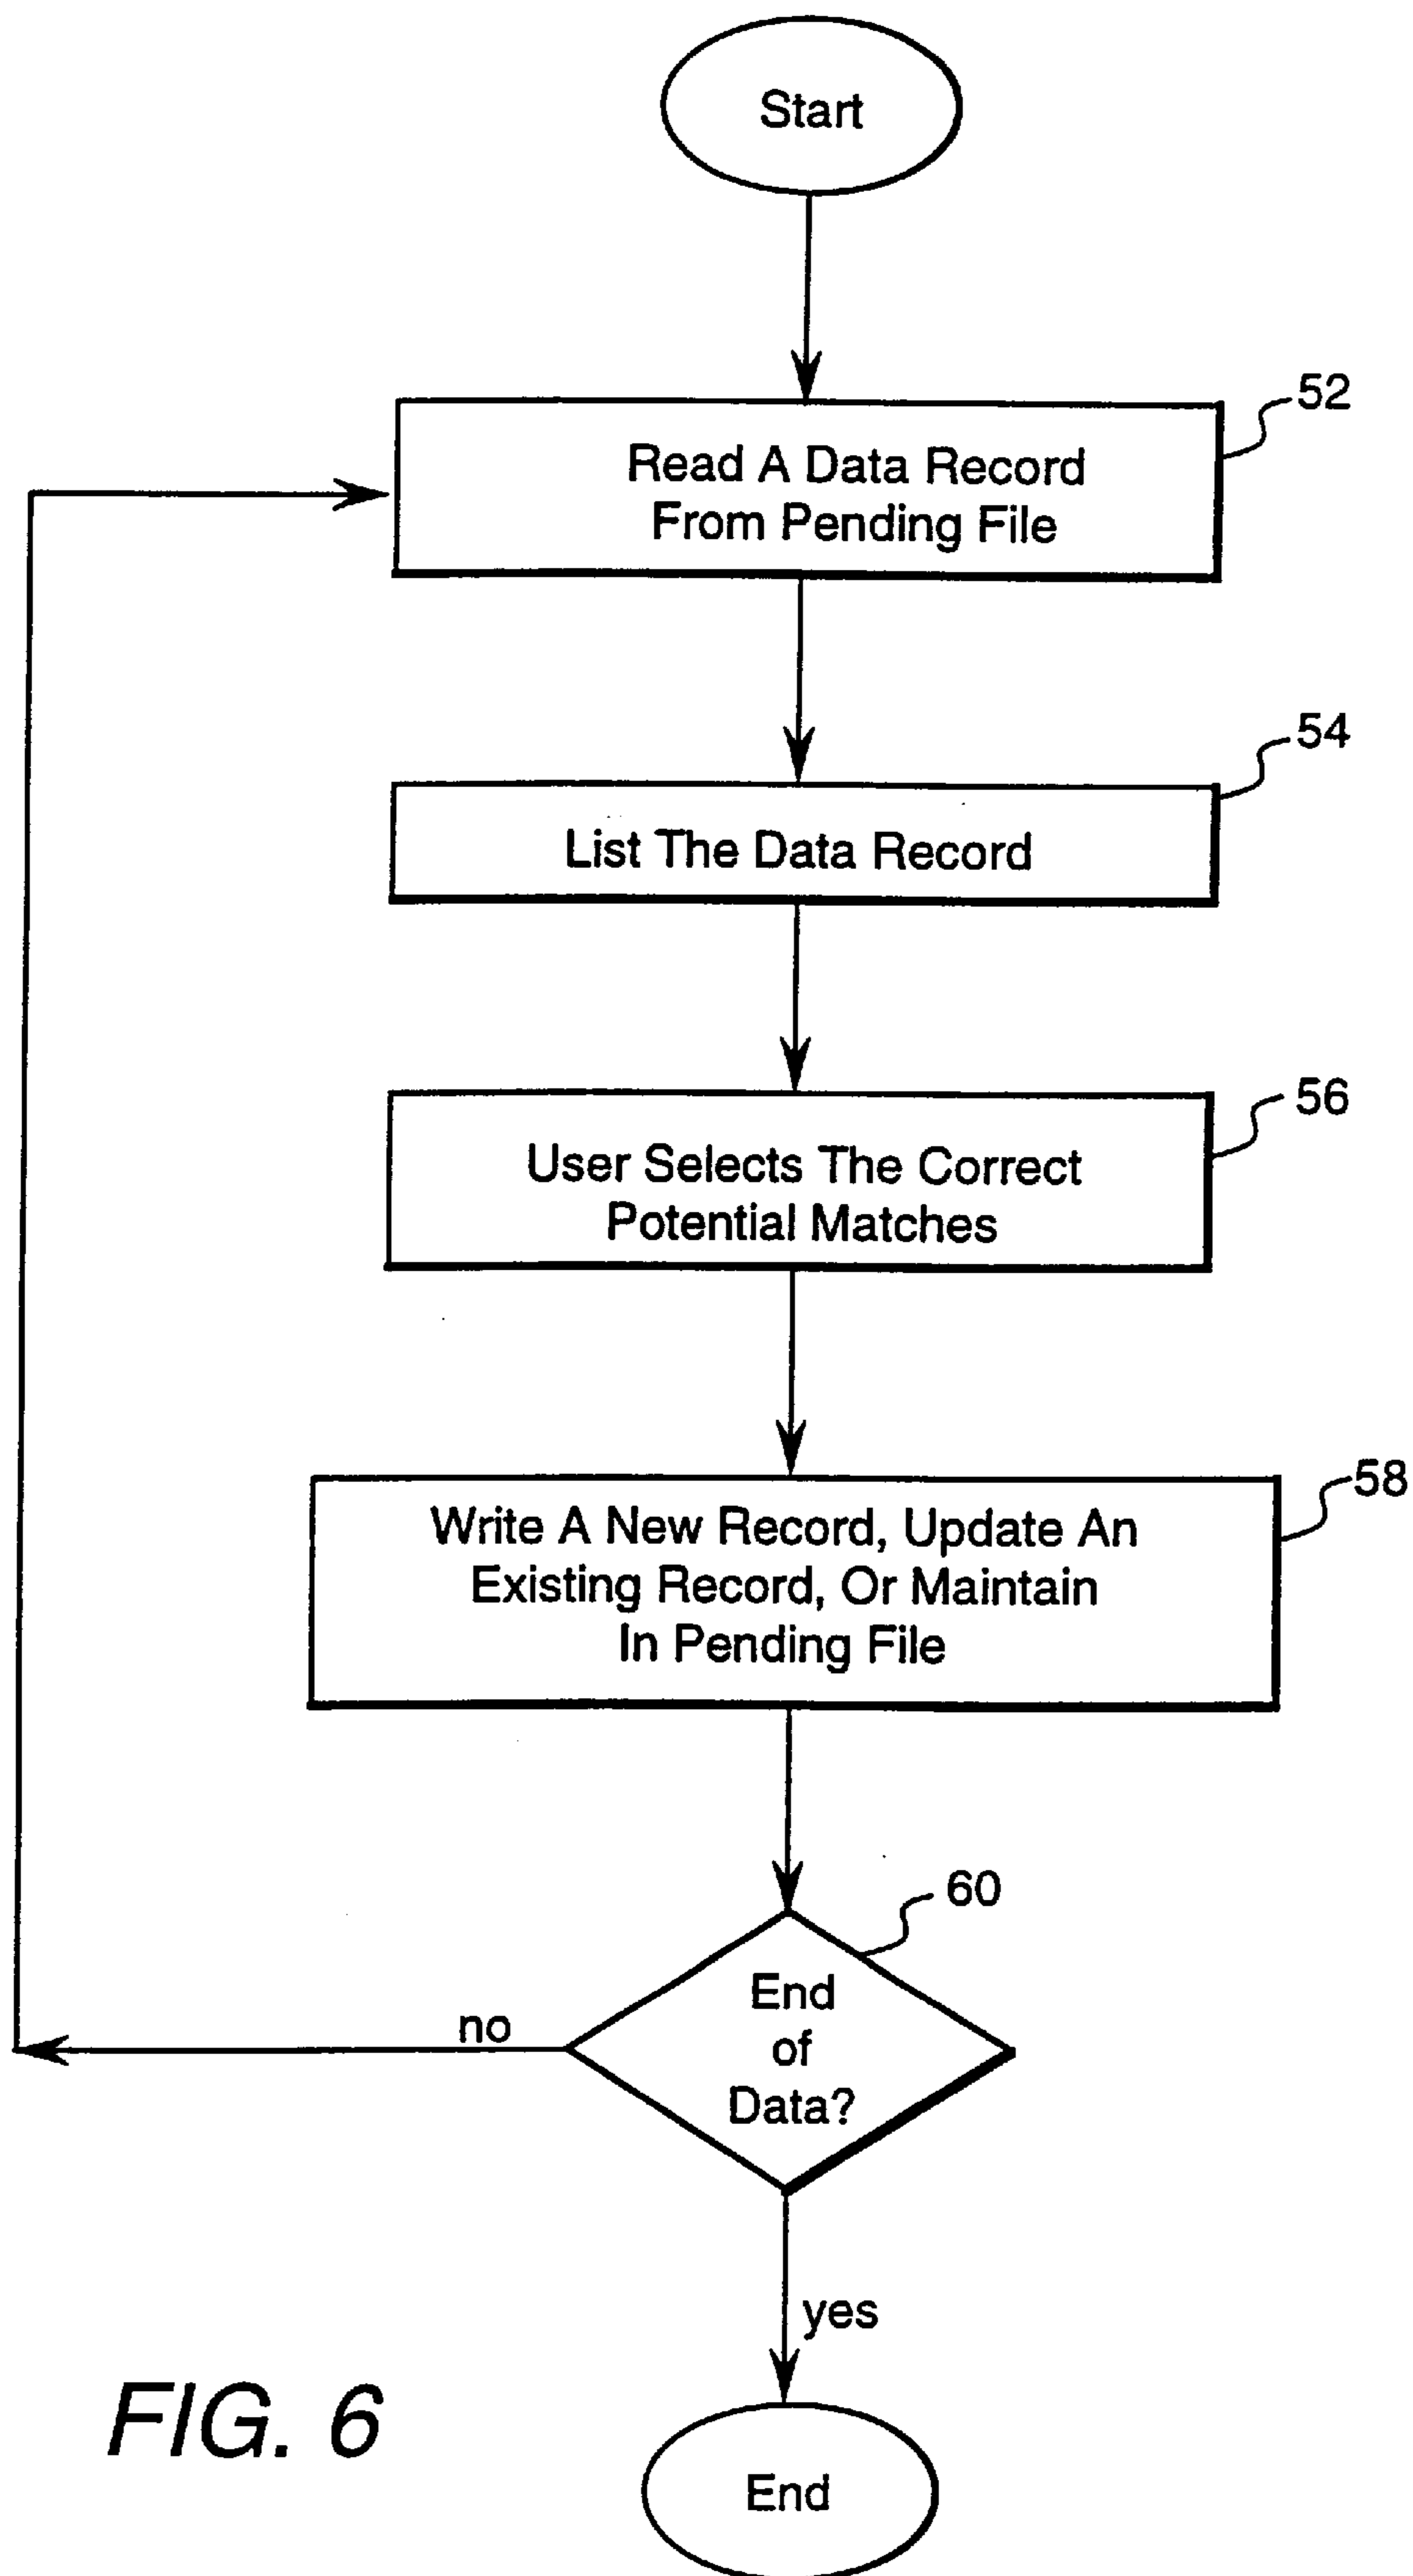 Start
52
Read A Data Record
From Pending File
54
List The Data Record
56
User Selects The Correct
Potential Matches
58
Write A New Record, Update An
Existing Record, Or Maintain
In Pending File
60
End
of
Data?
no
yes
End
FIG. 6